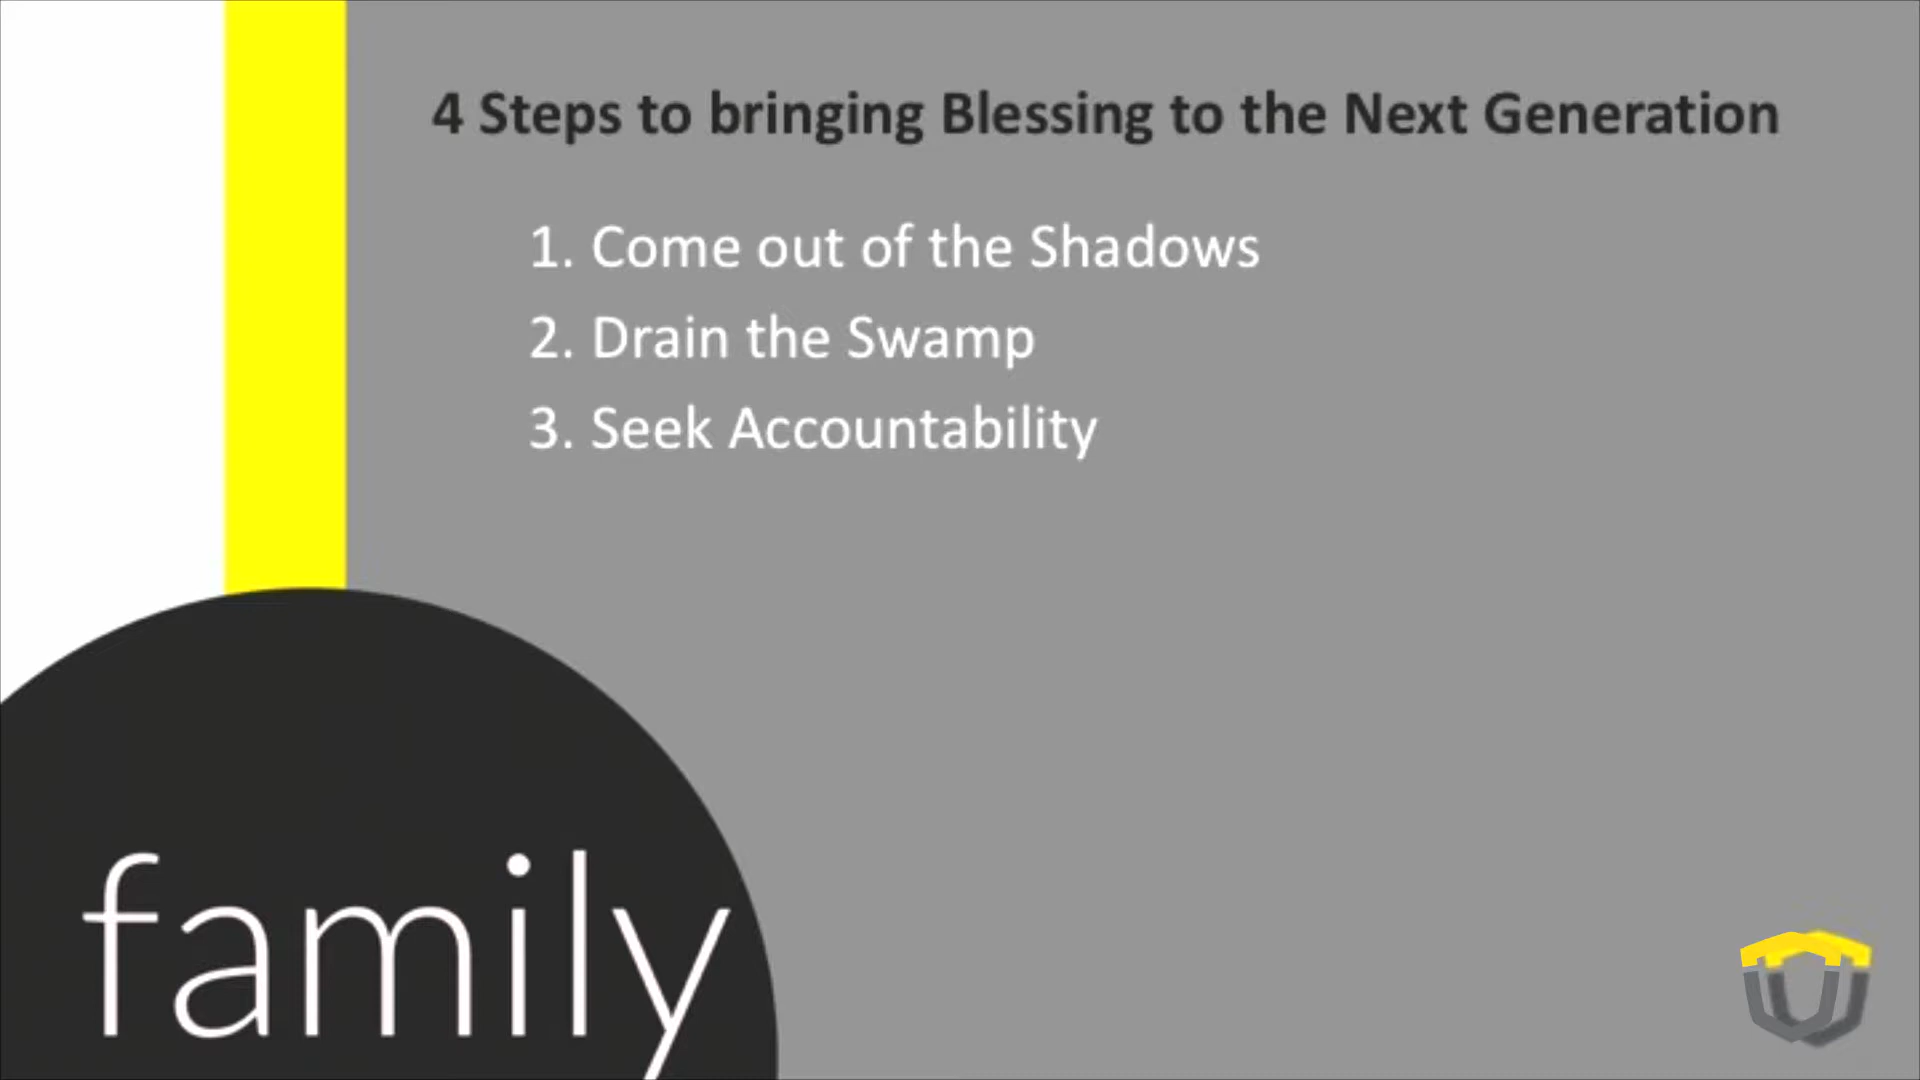 4 Steps to bringing Blessing to the Next Generation
1. Come out of the Shadows
2. Drain the Swamp
3. Seek Accountability
family